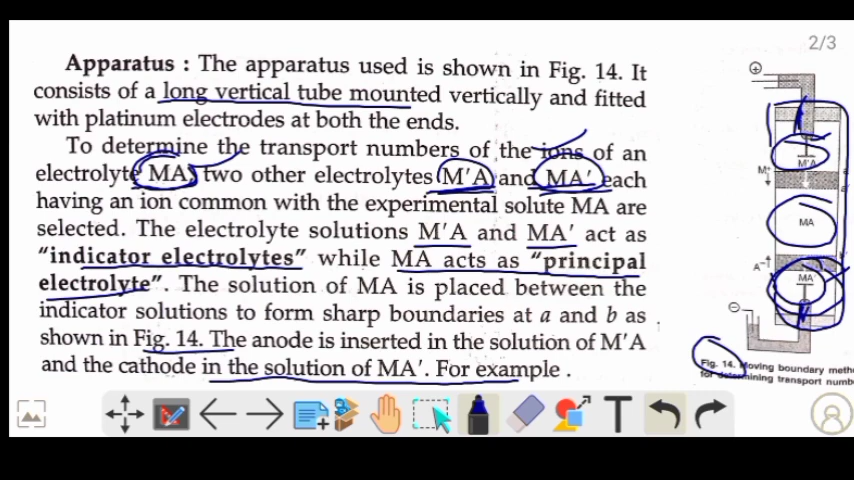 2/3
Apparatus : The apparatus used is shown in Fig. 14. It
consists of a long vertical tube mounted vertically and fitted
with platinum electrodes at both the ends.
To determine the transport numbers of the ions of an
electrolyte MA, two other electrolytes M'A and MA' each
having an ion common with the experimental solute MA are
selected. The electrolyte solutions M'A and MA' act as
"indicator electrolytes" while MA acts as "principal
electrolyte". The solution of MA is placed between the
indicator solutions to form sharp boundaries at a and b as
shown in Fig. 14. The anode is inserted in the solution of M'A
and the cathode in the solution of MA'. For example .
⊕
M'A
M+
a
MA
A−
MA'
⊖
Fig. 14. Moving boundary meth
for determining transport numb
T